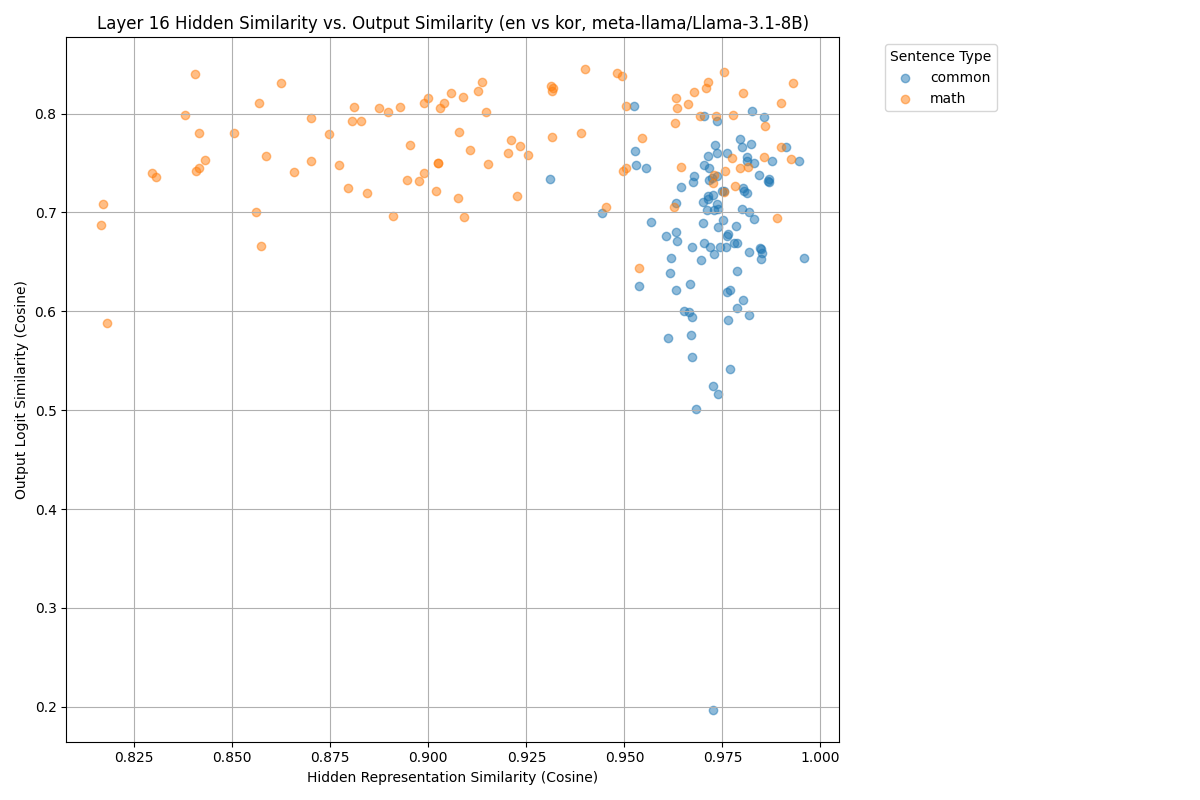 Layer 16 Hidden Similarity vs. Output Similarity (en vs kor, meta-llama/Llama-3.1-8B)
Sentence Type
common
math
Output Logit Similarity (Cosine)
0.8
0.7
0.6
0.5
0.4
0.3
0.2
0.825 0.850 0.875 0.900 0.925 0.950 0.975 1.000
Hidden Representation Similarity (Cosine)